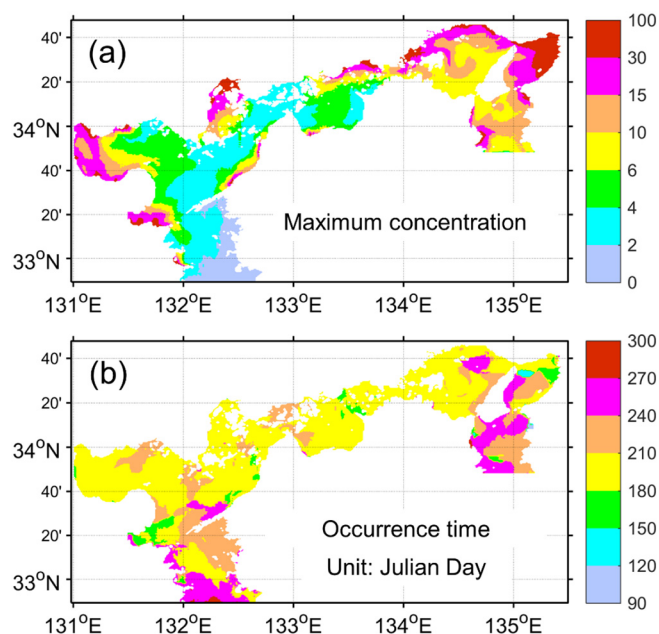 (a)
40'
20'
34°N
40'
20'
33°N
131°E
132°E
133°E
134°E
135°E
Maximum concentration
100
30
15
10
6
4
2
0
(b)
40'
20'
34°N
40'
20'
33°N
131°E
132°E
133°E
134°E
135°E
Occurrence time
Unit: Julian Day
300
270
240
210
180
150
120
90